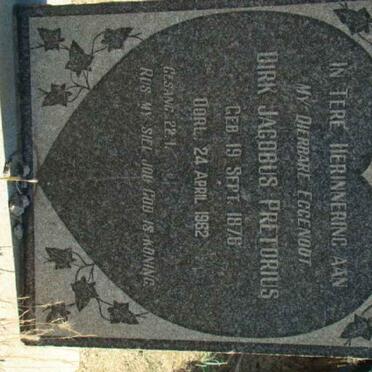 IN TERE HERINNERING AAN
MY DIERBARE EGGENOOT
DIRK JACOBUS PRETORIUS
GEB. 19 SEPT. 1876
OORL. 24 APRIL 1962
GESANG 22:1.
RUS MY SIEL, JOU GOD IS KONING